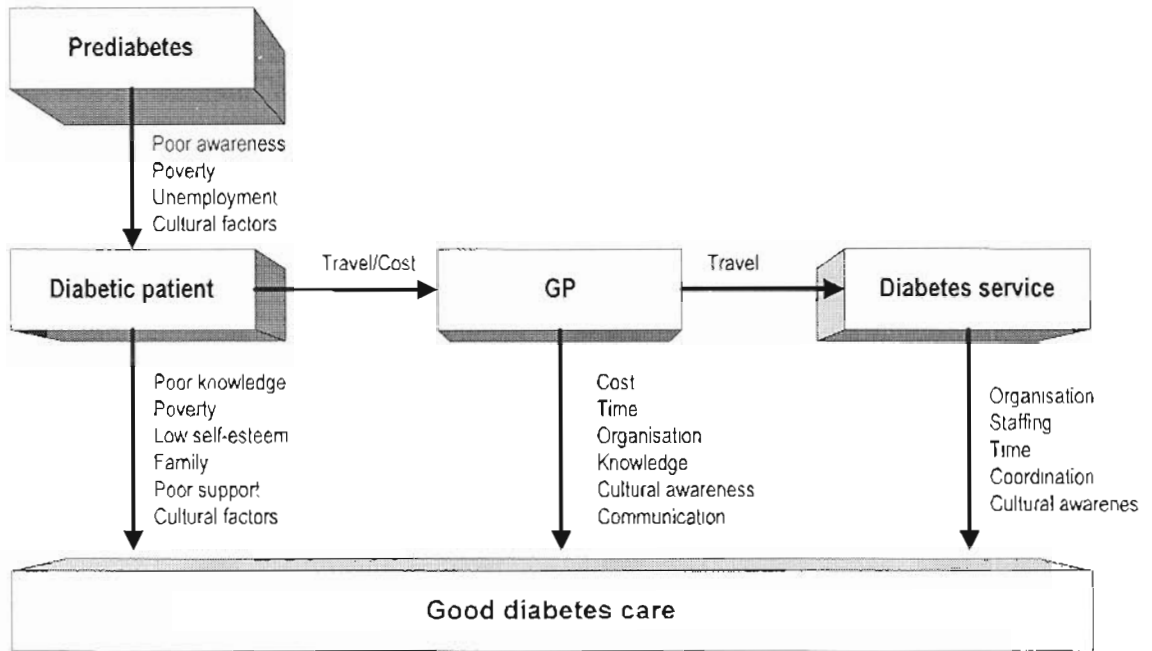 Prediabetes
Poor awareness
Poverty
Unemployment
Cultural factors
Diabetic patient
Travel/Cost
GP
Travel
Diabetes service
Poor knowledge
Poverty
Low self-esteem
Family
Poor support
Cultural factors
Cost
Time
Organisation
Knowledge
Cultural awareness
Communication
Organisation
Staffing
Time
Coordination
Cultural awarenes
Good diabetes care